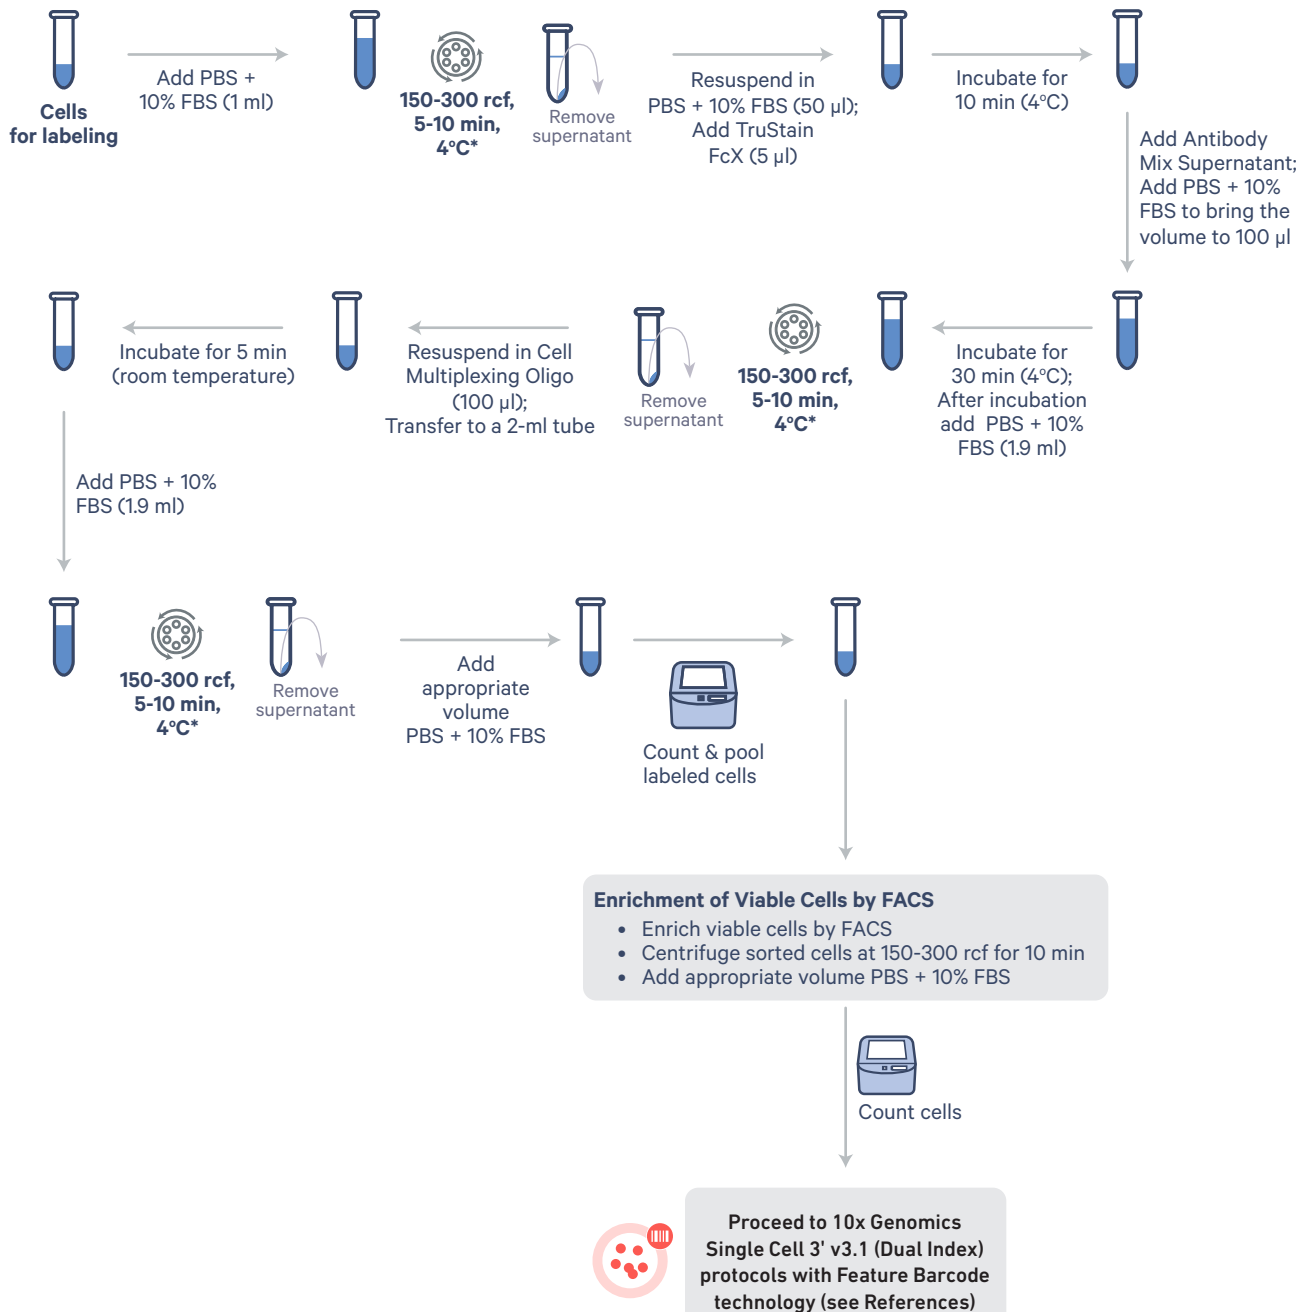 Cells
for labeling
Add PBS +
10% FBS (1 ml)
150-300 rcf,
5-10 min,
4°C*
Remove
supernatant
Resuspend in
PBS + 10% FBS (50 µl);
Add TruStain
FcX (5 µl)
Incubate for
10 min (4°C)
Add Antibody
Mix Supernatant;
Add PBS + 10%
FBS to bring the
volume to 100 µl
Incubate for
30 min (4°C);
After incubation
add PBS + 10%
FBS (1.9 ml)
150-300 rcf,
5-10 min,
4°C*
Remove
supernatant
Resuspend in Cell
Multiplexing Oligo
(100 µl);
Transfer to a 2-ml tube
Incubate for 5 min
(room temperature)
Add PBS + 10%
FBS (1.9 ml)
150-300 rcf,
5-10 min,
4°C*
Remove
supernatant
Add
appropriate
volume
PBS + 10% FBS
Count & pool
labeled cells
Enrichment of Viable Cells by FACS
• Enrich viable cells by FACS
• Centrifuge sorted cells at 150-300 rcf for 10 min
• Add appropriate volume PBS + 10% FBS
Count cells
Proceed to 10x Genomics
Single Cell 3' v3.1 (Dual Index)
protocols with Feature Barcode
technology (see References)